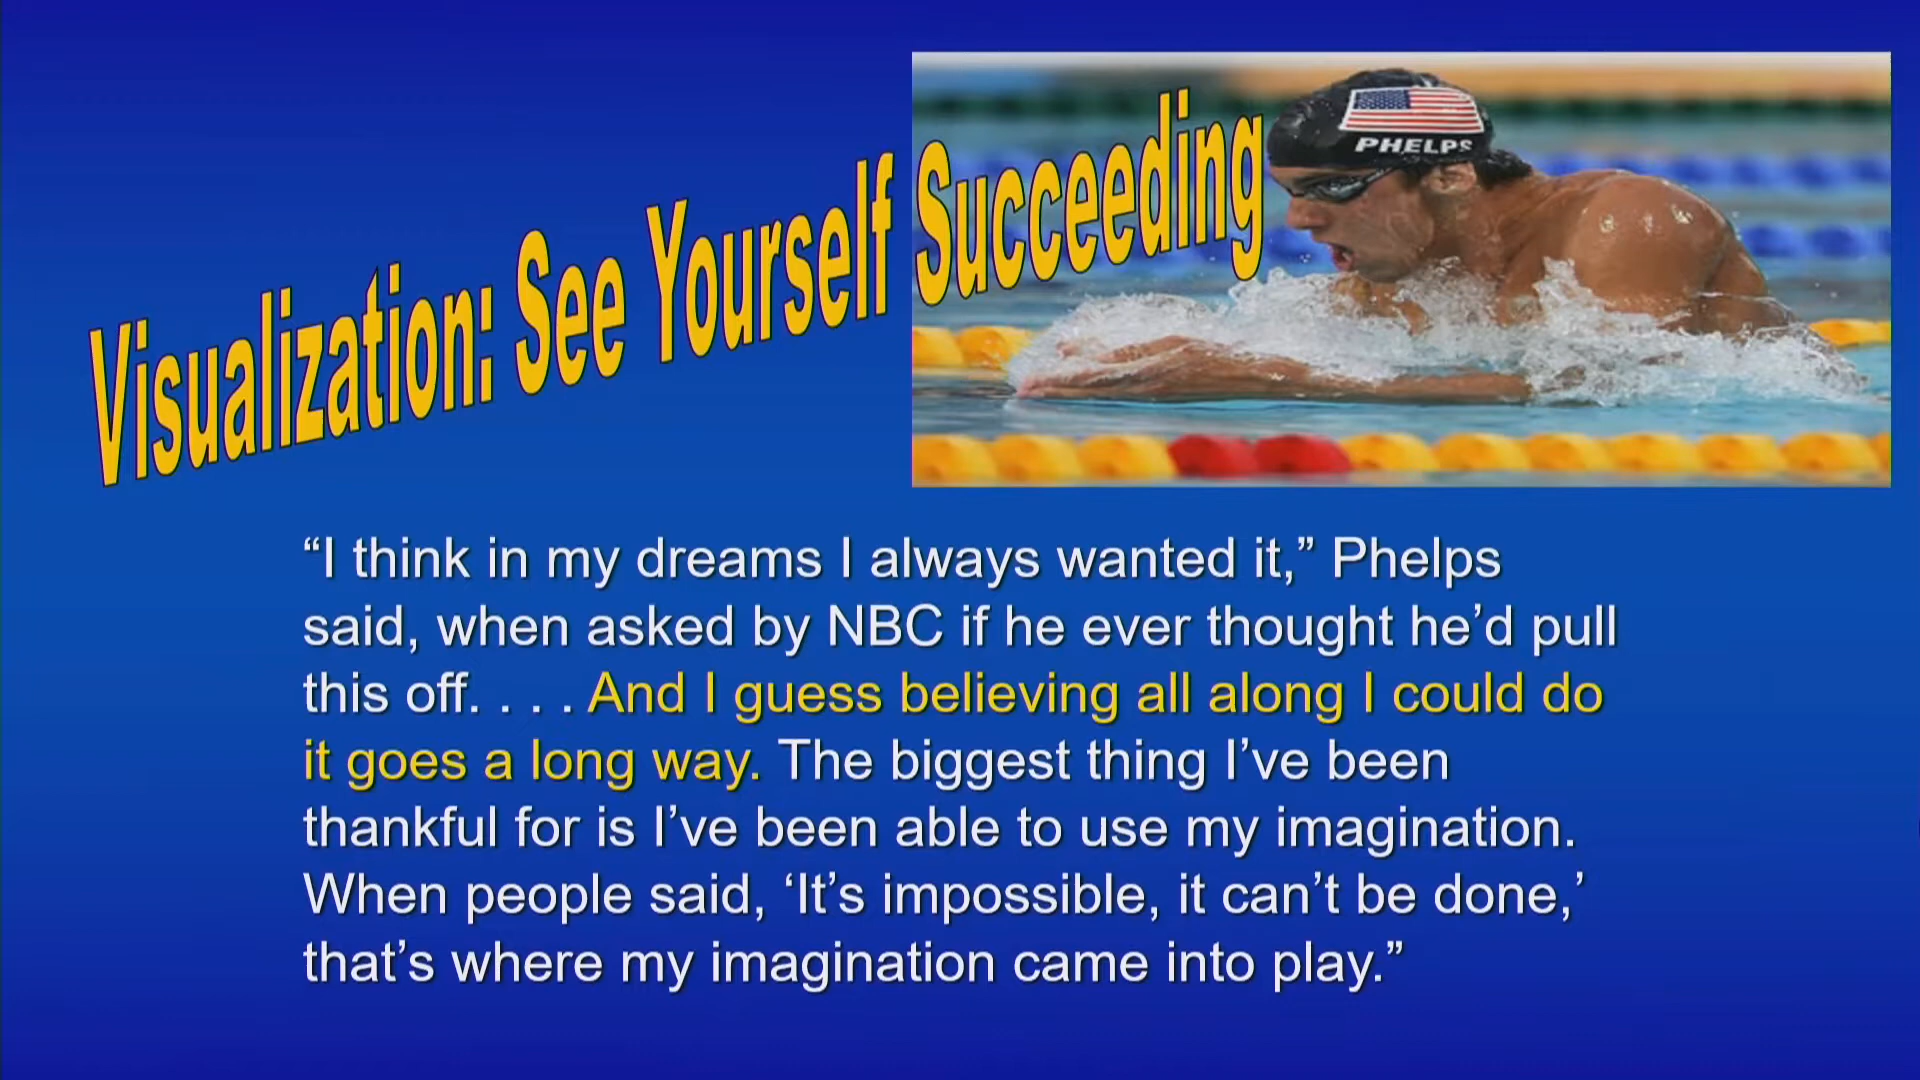 Visualization: See Yourself Succeeding
PHELPS
“I think in my dreams I always wanted it,” Phelps
said, when asked by NBC if he ever thought he’d pull
this off. . . . And I guess believing all along I could do
it goes a long way. The biggest thing I’ve been
thankful for is I’ve been able to use my imagination.
When people said, ‘It’s impossible, it can’t be done,’
that’s where my imagination came into play.”